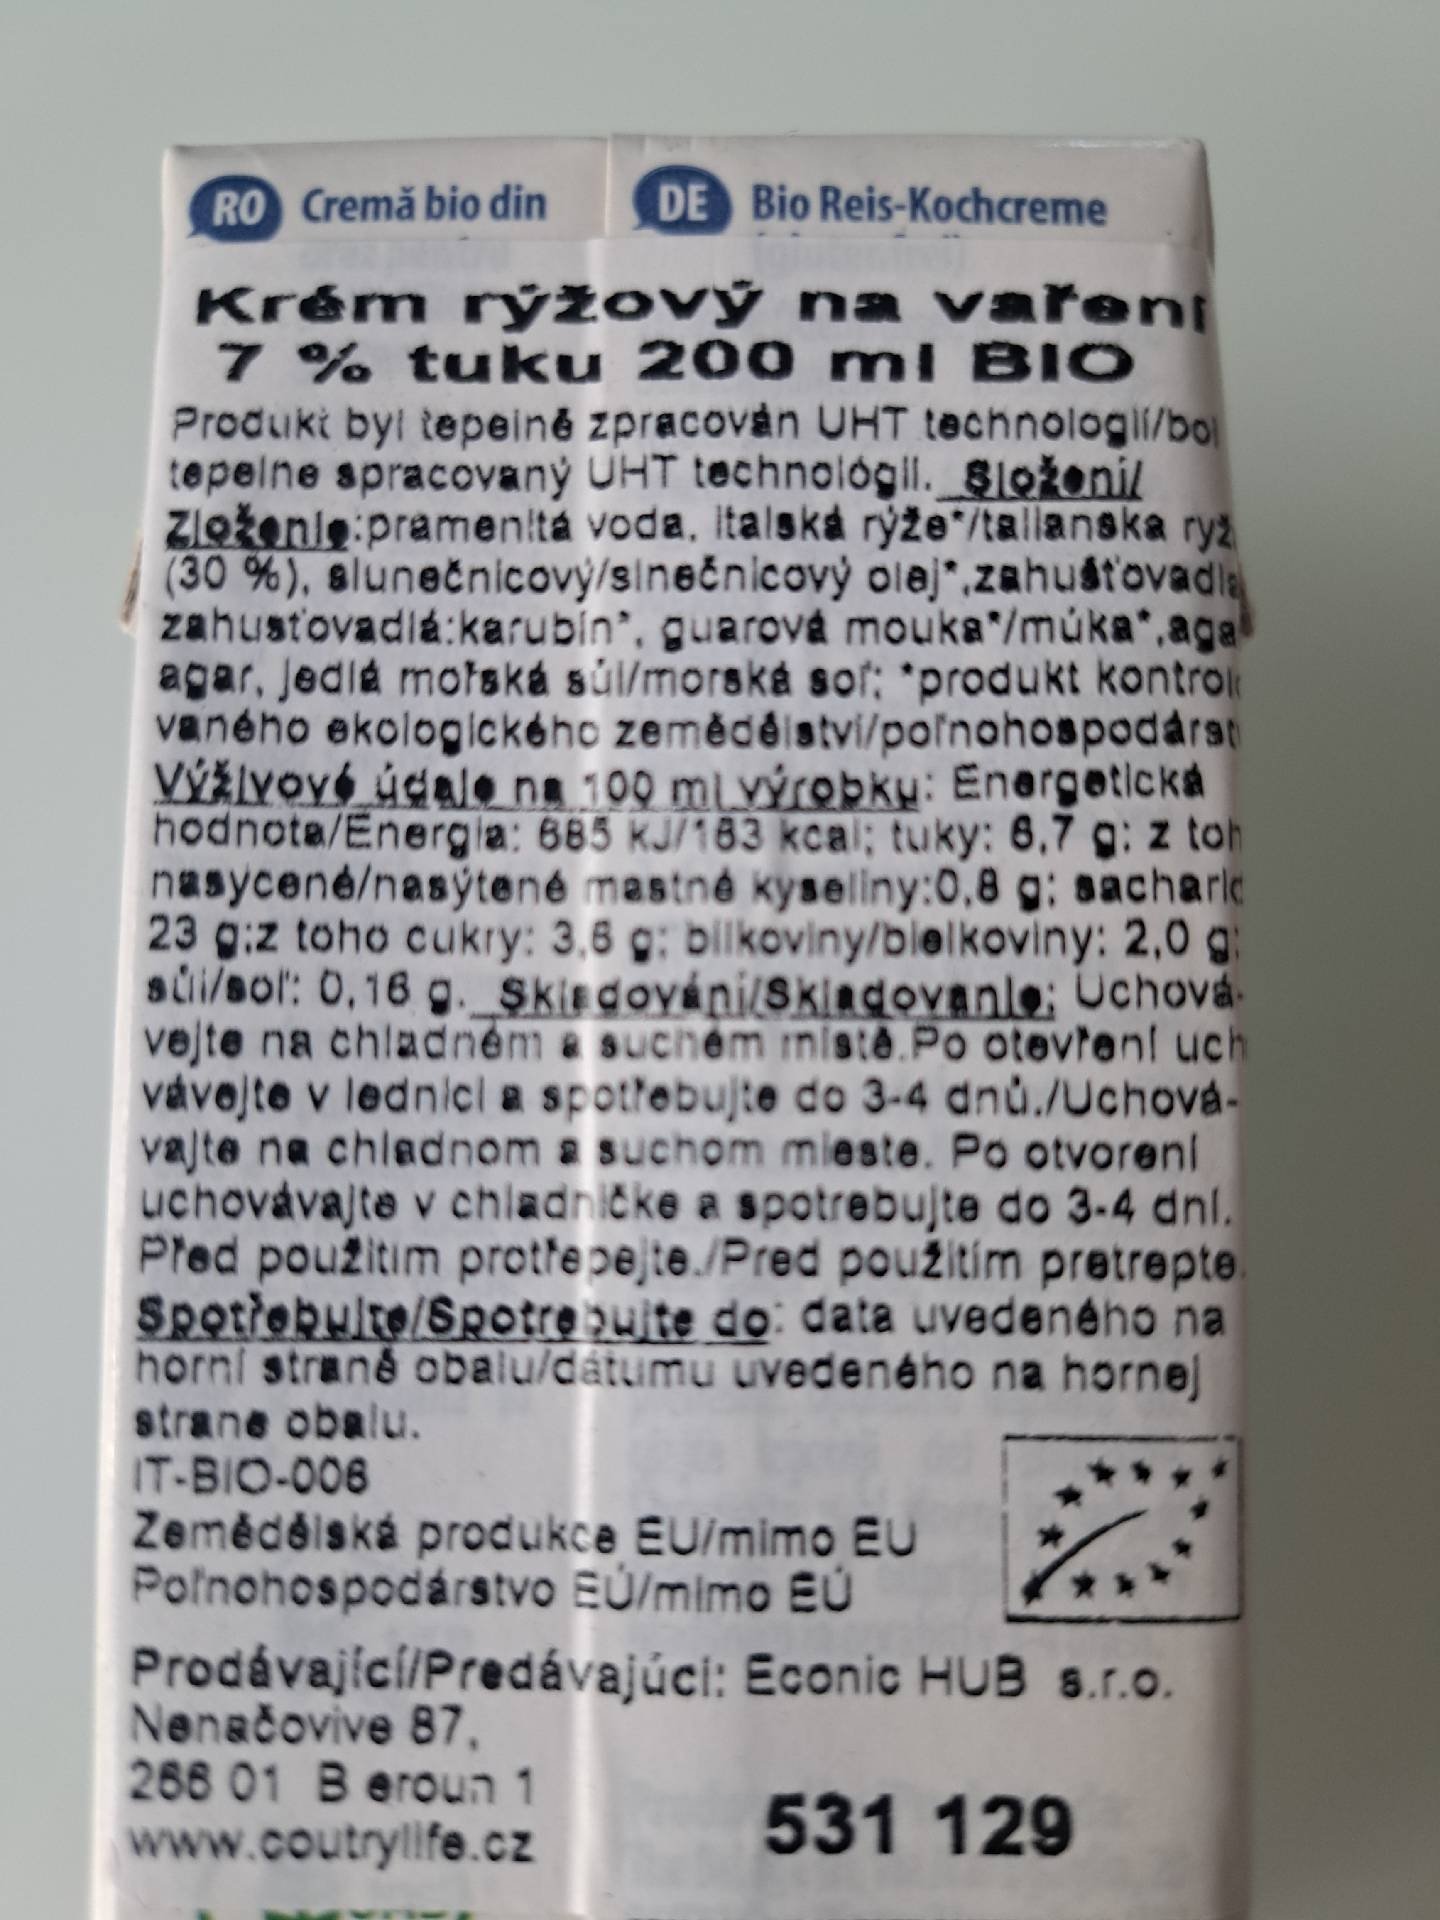 RO Cremă bio din
DE Bio Reis-Kochcreme
Krém rýžový na vaření
7 % tuku 200 ml BIO
Produkt byl tepelně zpracován UHT technologií/bol
tepelne spracovaný UHT technológií. Složení/
Zloženie:pramenitá voda, italská rýže*/talianska ryž
(30 %), slunečnicový/slnečnicový olej*,zahušťovadla
zahusťovadlá:karubín*, guarová mouka*/múka*,aga
agar, jedlá mořská sůl/morská soľ; *produkt kontrolo
vaného ekologického zemědělství/poľnohospodárst
Výživové údaje na 100 ml výrobku: Energetická
hodnota/Energia: 685 kJ/163 kcal; tuky: 6,7 g; z toh
nasycené/nasýtené mastné kyseliny:0,8 g; sacharid
23 g;z toho cukry: 3,6 g; bílkoviny/bielkoviny: 2,0 g;
sůl/soľ: 0,16 g. Skladování/Skladovanie: Uchová-
vejte na chladném a suchém místě.Po otevření uch
vávejte v lednici a spotřebujte do 3-4 dnů./Uchová-
vajte na chladnom a suchom mieste. Po otvorení
uchovávajte v chladničke a spotrebujte do 3-4 dní.
Před použitím protřepejte./Pred použitím pretrepte.
Spotřebujte/Spotrebujte do: data uvedeného na
horní straně obalu/dátumu uvedeného na hornej
strane obalu.
IT-BIO-006
Zemědělská produkce EU/mimo EU
Poľnohospodárstvo EÚ/mimo EÚ
Prodávající/Predávajúci: Econic HUB s.r.o.
Nenačovive 87,
266 01 B eroun 1
www.coutrylife.cz
531 129